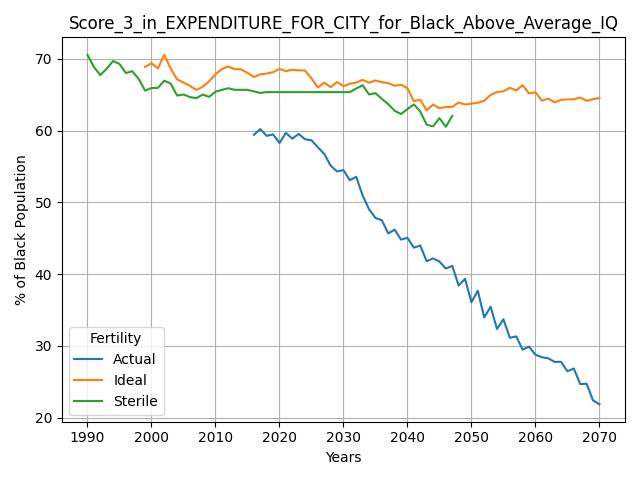 Score_3_in_EXPENDITURE_FOR_CITY_for_Black_Above_Average_IQ
% of Black Population
70
60
50
40
30
20
Fertility
Actual
Ideal
Sterile
1990 2000 2010 2020 2030 2040 2050 2060 2070
Years